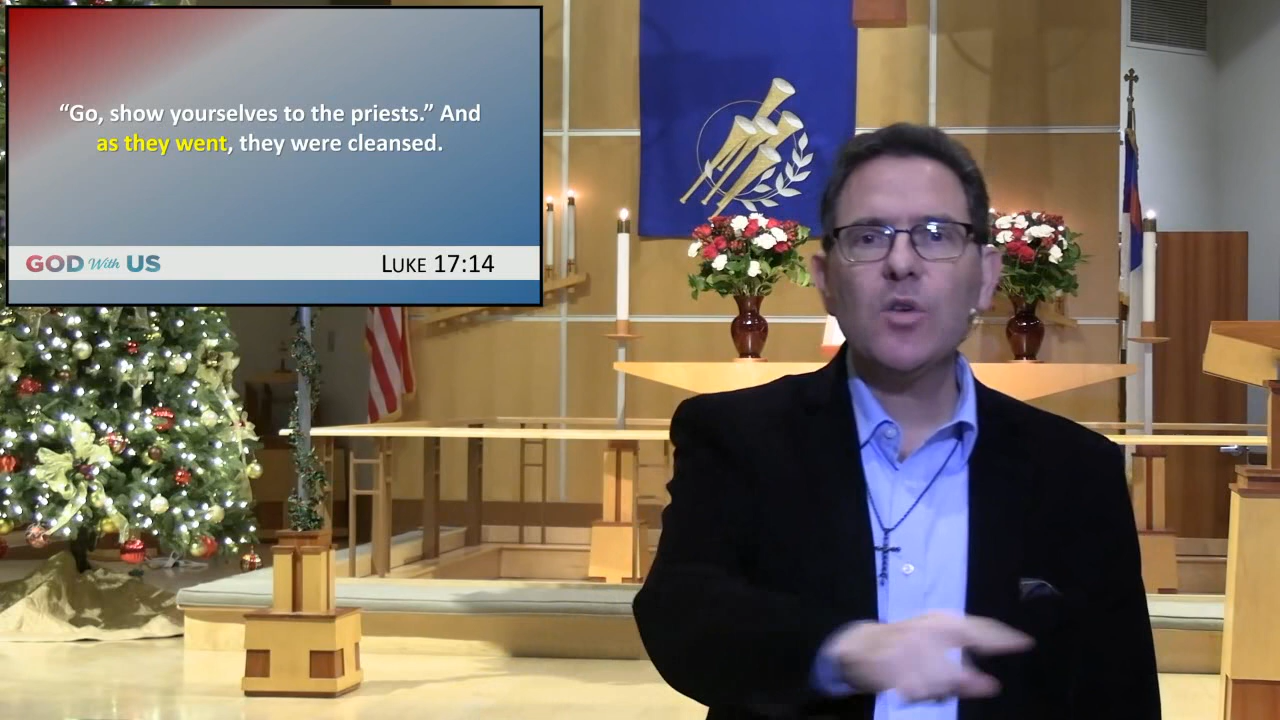 “Go, show yourselves to the priests.” And
as they went, they were cleansed.
GOD With US
LUKE 17:14